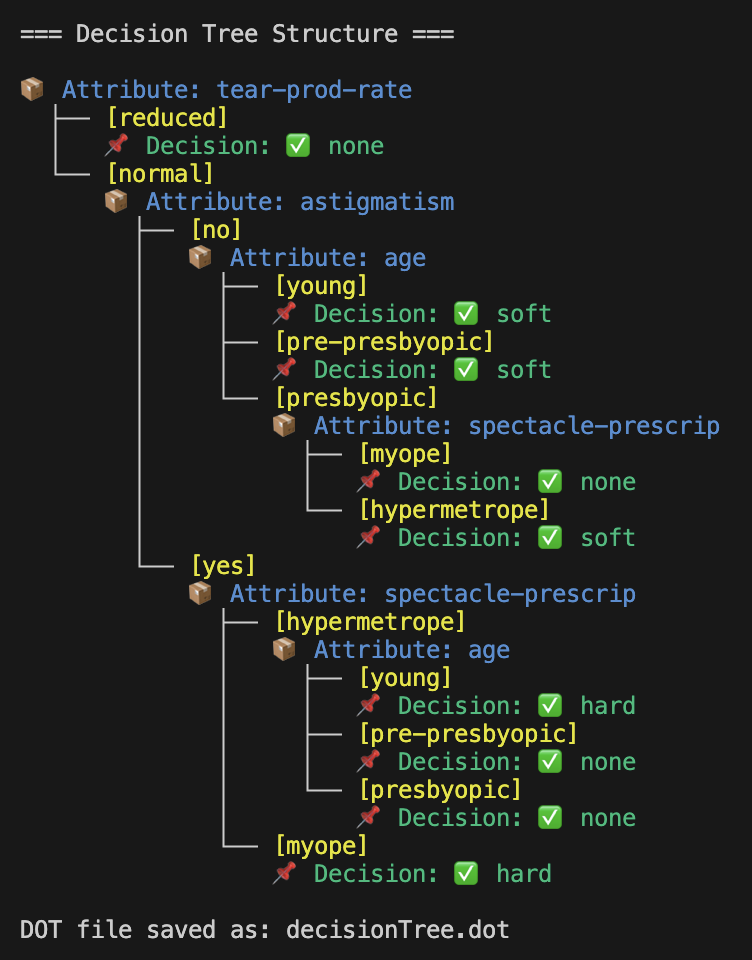 === Decision Tree Structure ===
📦 Attribute: tear-prod-rate
├── [reduced]
📌 Decision: ✅ none
└── [normal]
📦 Attribute: astigmatism
├── [no]
📦 Attribute: age
├── [young]
📌 Decision: ✅ soft
├── [pre-presbyopic]
📌 Decision: ✅ soft
└── [presbyopic]
📦 Attribute: spectacle-prescrip
├── [myope]
📌 Decision: ✅ none
└── [hypermetrope]
📌 Decision: ✅ soft
└── [yes]
📦 Attribute: spectacle-prescrip
├── [hypermetrope]
📦 Attribute: age
├── [young]
📌 Decision: ✅ hard
├── [pre-presbyopic]
📌 Decision: ✅ none
└── [presbyopic]
📌 Decision: ✅ none
└── [myope]
📌 Decision: ✅ hard
DOT file saved as: decisionTree.dot